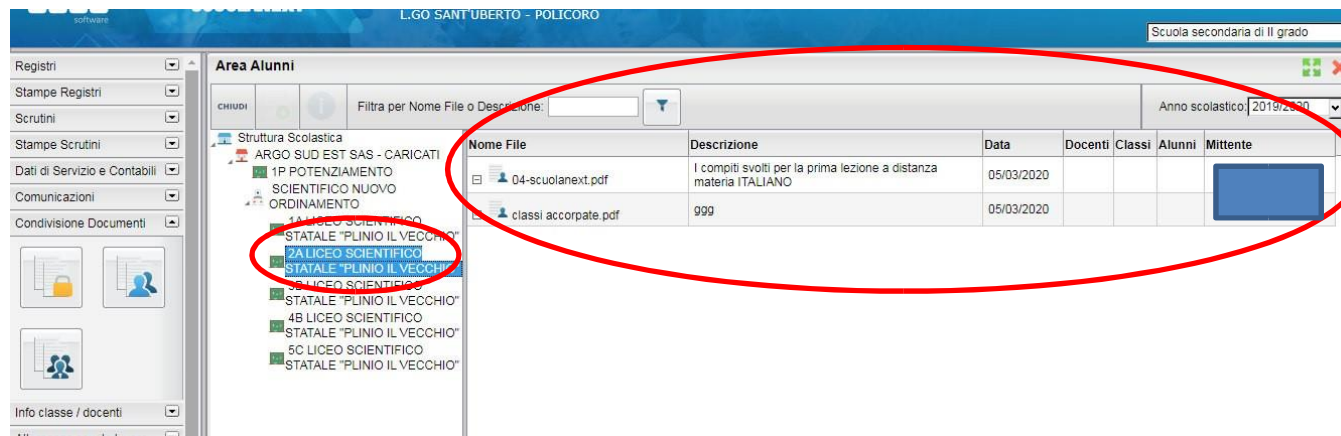 software
L.GO SANT'UBERTO - POLICORO
Scuola secondaria di II grado
Registri
Stampe Registri
Scrutini
Stampe Scrutini
Dati di Servizio e Contabili
Comunicazioni
Condivisione Documenti
Info classe / docenti
Area Alunni
CHIUDI
Filtra per Nome File o Descrizione:
Anno scolastico: 2019/2020
Struttura Scolastica
ARGO SUD EST SAS - CARICATI
1P POTENZIAMENTO
SCIENTIFICO NUOVO
ORDINAMENTO
1A LICEO SCIENTIFICO
STATALE "PLINIO IL VECCHIO"
2A LICEO SCIENTIFICO
STATALE "PLINIO IL VECCHIO"
3B LICEO SCIENTIFICO
STATALE "PLINIO IL VECCHIO"
4B LICEO SCIENTIFICO
STATALE "PLINIO IL VECCHIO"
5C LICEO SCIENTIFICO
STATALE "PLINIO IL VECCHIO"
Nome File Descrizione Data Docenti Classi Alunni Mittente
04-scuolanext.pdf I compiti svolti per la prima lezione a distanza 05/03/2020
materia ITALIANO
classi accorpate.pdf ggg 05/03/2020